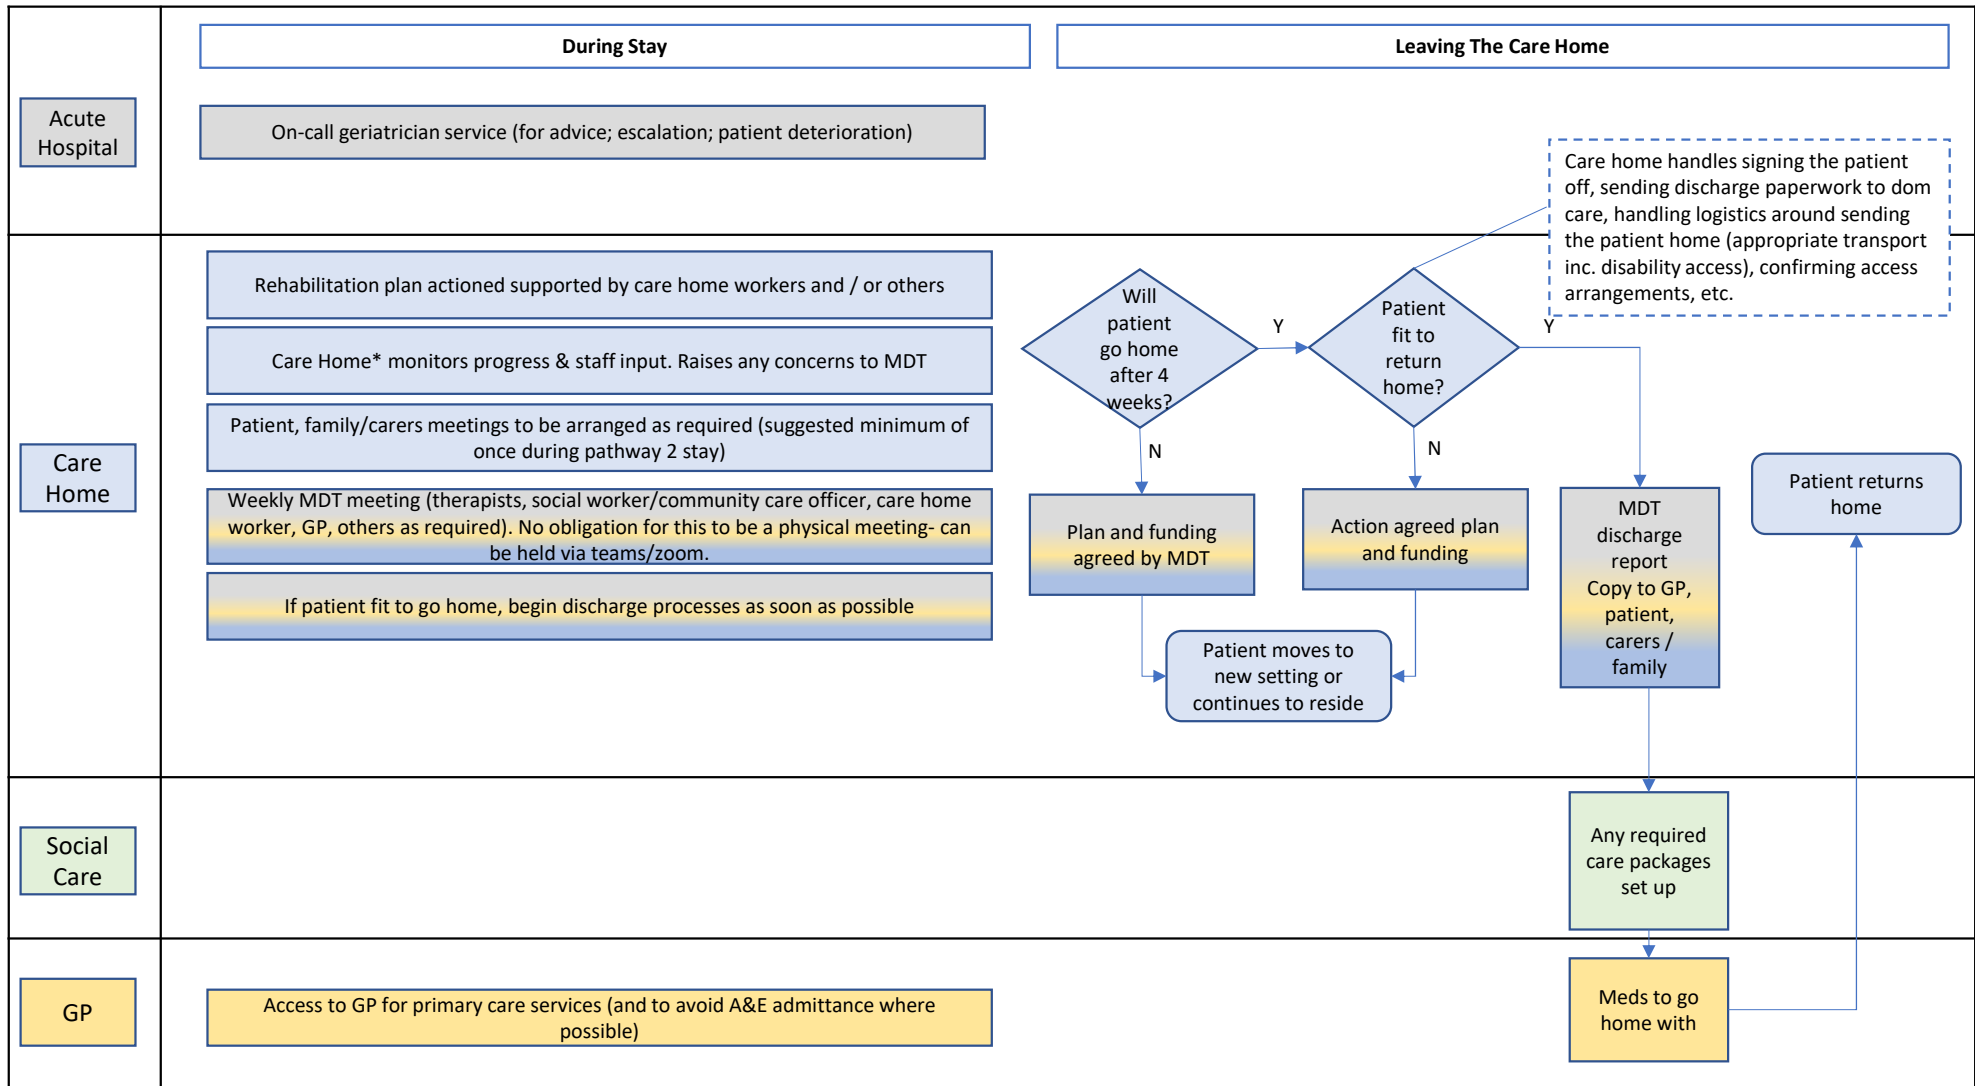 During Stay
Leaving The Care Home
Acute
Hospital
On-call geriatrician service (for advice; escalation; patient deterioration)
Care home handles signing the patient
off, sending discharge paperwork to dom
care, handling logistics around sending
the patient home (appropriate transport
inc. disability access), confirming access
arrangements, etc.
Care
Home
Rehabilitation plan actioned supported by care home workers and / or others
Care Home* monitors progress & staff input. Raises any concerns to MDT
Patient, family/carers meetings to be arranged as required (suggested minimum of
once during pathway 2 stay)
Weekly MDT meeting (therapists, social worker/community care officer, care home
worker, GP, others as required). No obligation for this to be a physical meeting- can
be held via teams/zoom.
If patient fit to go home, begin discharge processes as soon as possible
Will
patient
go home
after 4
weeks?
Y
N
Patient
fit to
return
home?
Y
N
Plan and funding
agreed by MDT
Action agreed plan
and funding
Patient moves to
new setting or
continues to reside
MDT
discharge
report
Copy to GP,
patient,
carers /
family
Patient returns
home
Social
Care
Any required
care packages
set up
GP
Access to GP for primary care services (and to avoid A&E admittance where
possible)
Meds to go
home with